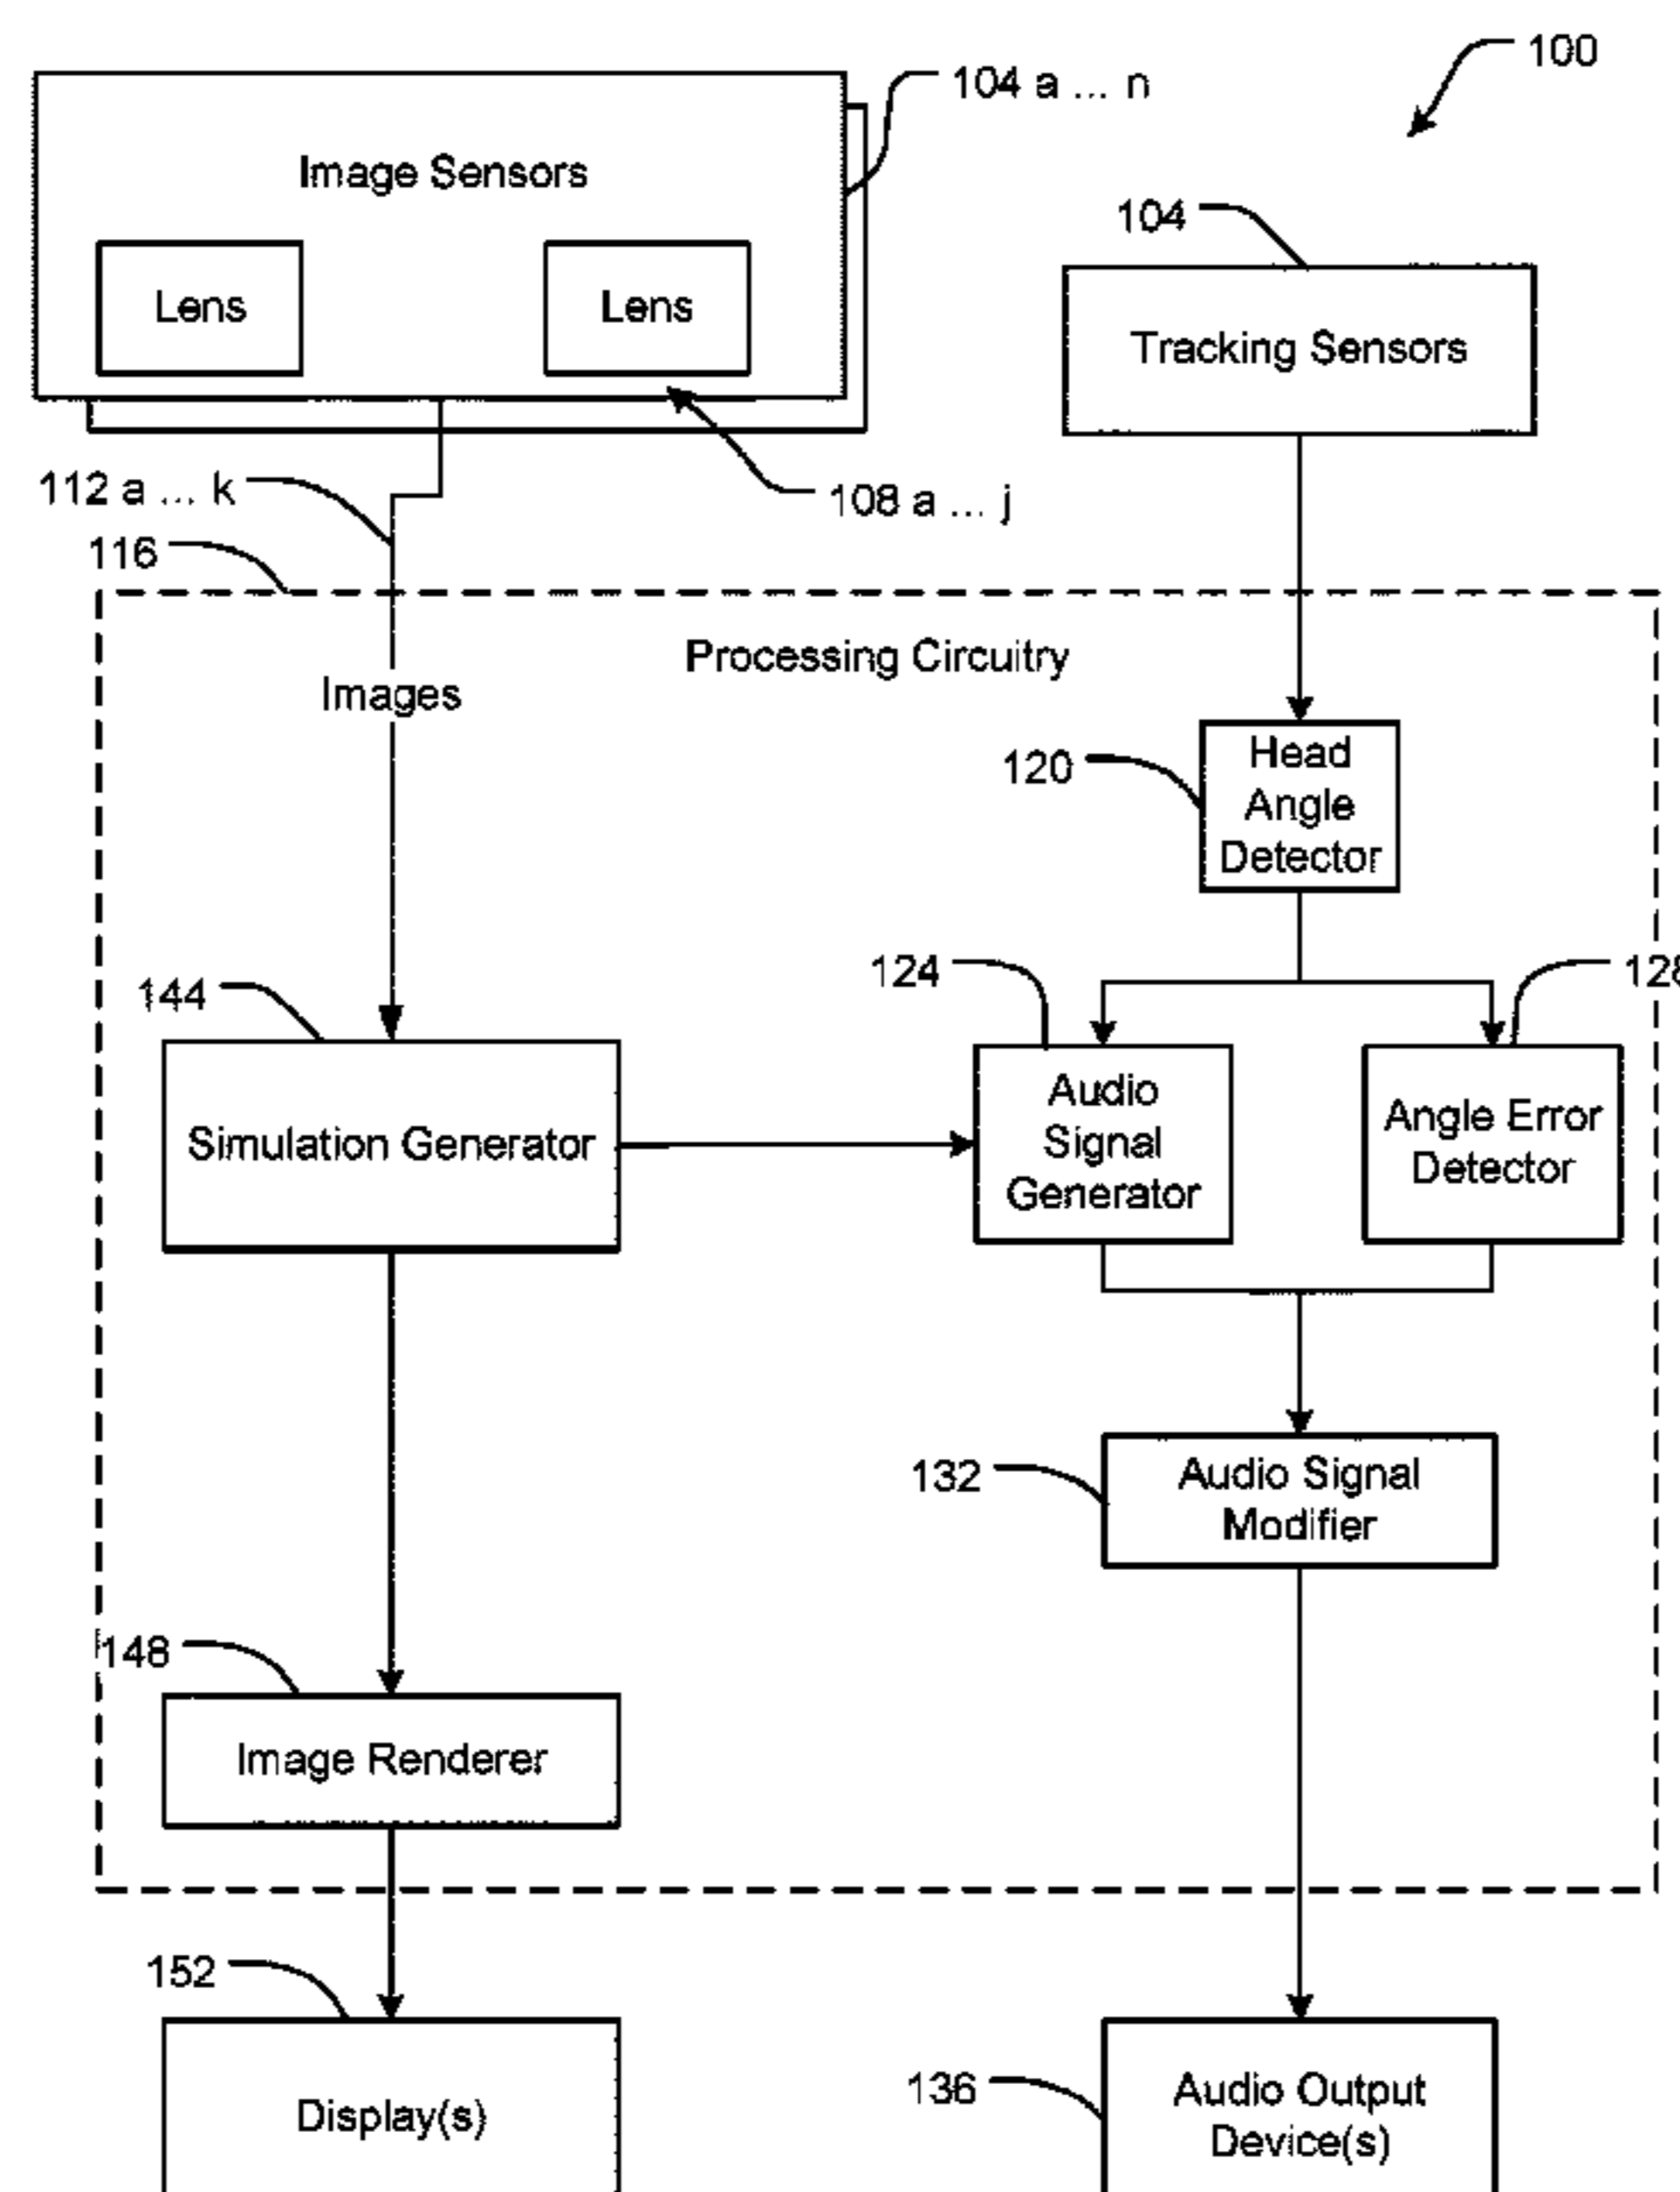 100
104 a ... n
Image Sensors
104
Lens
Lens
Tracking Sensors
112 a ... k
108 a ... j
116
Processing Circuitry
Images
120
Head
Angle
Detector
124
128
144
Audio
Signal
Generator
Angle Error
Detector
Simulation Generator
132
Audio Signal
Modifier
148
Image Renderer
152
136
Audio Output
Device(s)
Display(s)